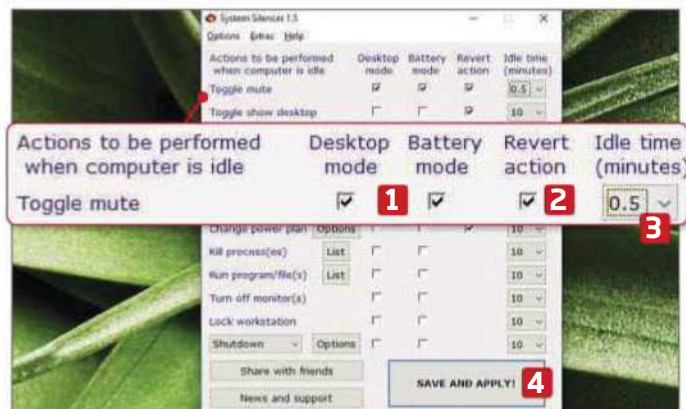 System Silencer 1.5
Options Extras Help
Actions to be performed Desktop Battery Revert Idle time
when computer is idle mode mode action (minutes)
Toggle mute 0.5
Toggle show desktop 10
Actions to be performed Desktop Battery Revert Idle time
when computer is idle mode mode action (minutes)
Toggle mute 1 2 0.5
3
Change power plan Options 10
Kill process(es) List 10
Run program/file(s) List 10
Turn off monitor(s) 10
Lock workstation 10
Shutdown Options 10
Share with friends
SAVE AND APPLY! 4
News and support